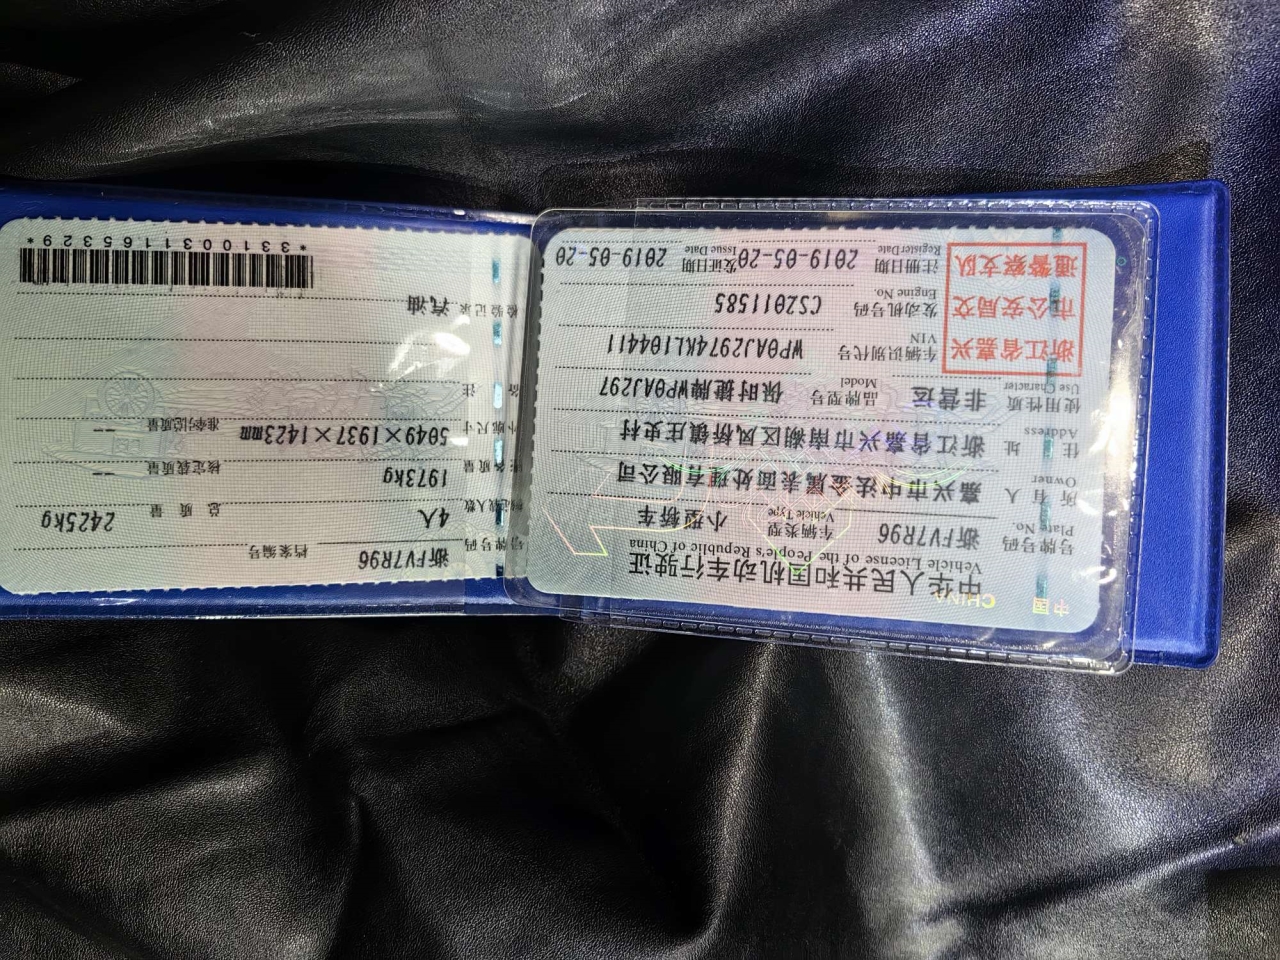 中国 CHINA
中华人民共和国机动车行驶证
Vehicle License of the People's Republic of China
号牌号码 浙FV7R96 车辆类型 小型轿车
Plate No. Vehicle Type
所有人 嘉兴市中法金属表面处理有限公司
Owner
住址 浙江省嘉兴市南湖区凤桥镇庄史村
Address
使用性质 非营运 品牌型号 保时捷牌WP0AJ297
Use Character Model
浙江省嘉兴
市公安局交
通警察支队
车辆识别代号 WP0AJ2974KL104411
VIN
发动机号码 CS2011585
Engine No.
注册日期 2019-05-20 发证日期 2019-05-20
Register Date Issue Date
号牌号码 浙FV7R96 档案编号
核定载人数 4人 总质量 2425kg
整备质量 1973kg 核定载质量 --
外廓尺寸 5049×1937×1423mm 准牵引总质量 --
备注
检验记录 汽油
*3310031165329*